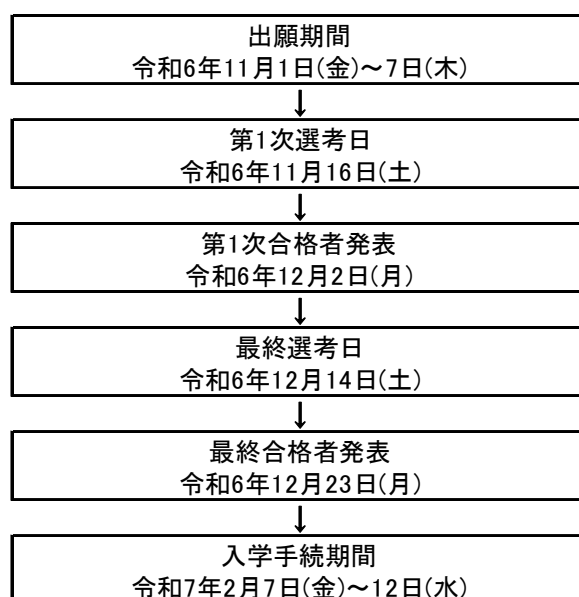 出願期間
令和6年11月1日(金)～7日(木)
↓
第1次選考日
令和6年11月16日(土)
↓
第1次合格者発表
令和6年12月2日(月)
↓
最終選考日
令和6年12月14日(土)
↓
最終合格者発表
令和6年12月23日(月)
↓
入学手続期間
令和7年2月7日(金)～12日(水)